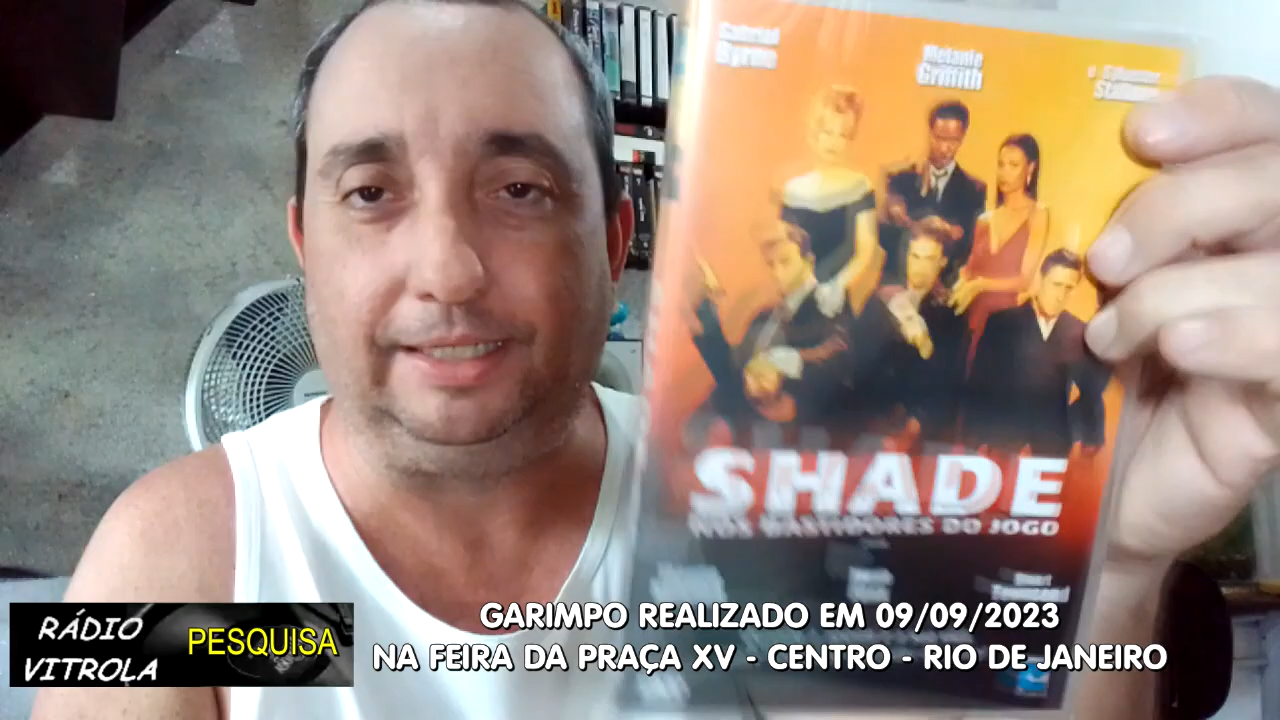 Gabriel
Byrne
Melanie
Griffith
e Sylvester
Stallone
SHADE
NOS BASTIDORES DO JOGO
RÁDIO
VITROLA
PESQUISA
GARIMPO REALIZADO EM 09/09/2023
NA FEIRA DA PRAÇA XV - CENTRO - RIO DE JANEIRO